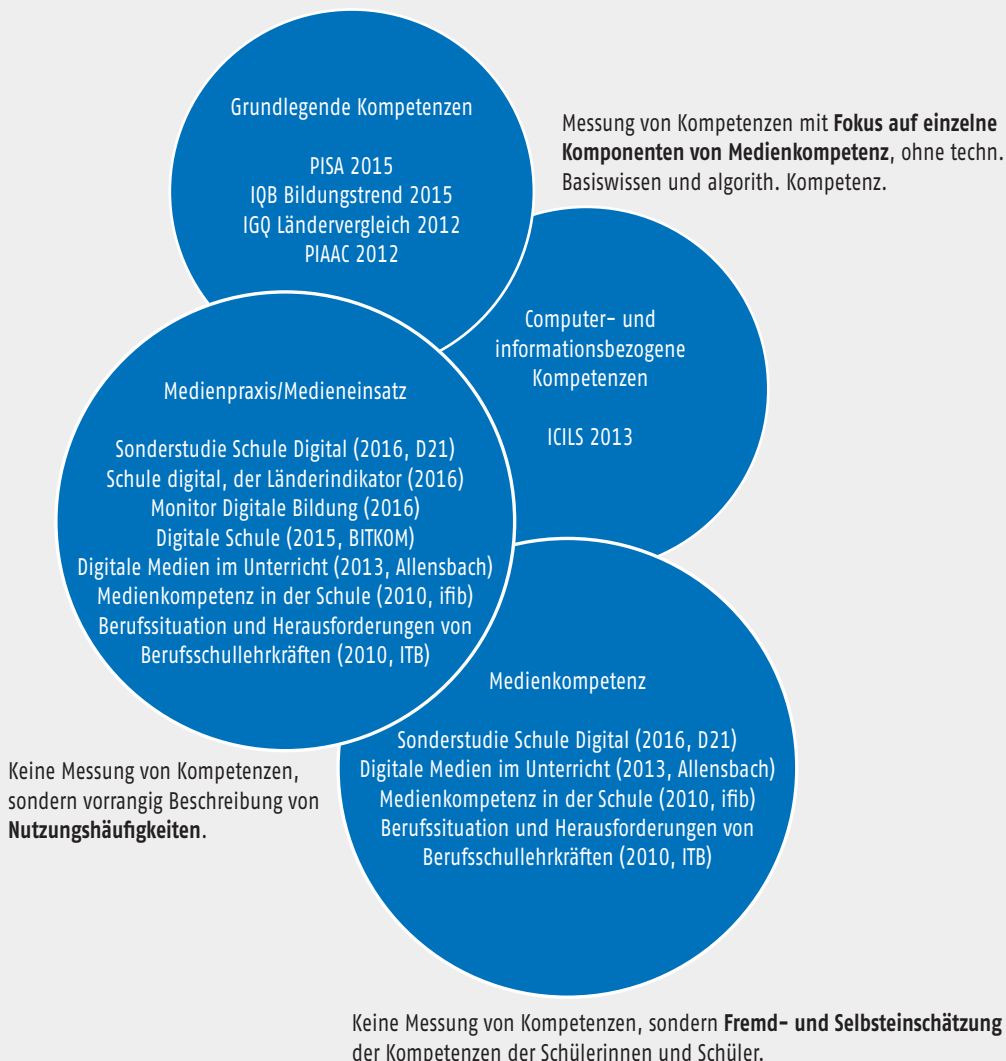 Grundlegende Kompetenzen
PISA 2015
IQB Bildungstrend 2015
IGQ Ländervergleich 2012
PIAAC 2012
Messung von Kompetenzen mit Fokus auf einzelne
Komponenten von Medienkompetenz, ohne techn.
Basiswissen und algorith. Kompetenz.
Computer- und
informationsbezogene
Kompetenzen
ICILS 2013
Medienpraxis/Medieneinsatz
Sonderstudie Schule Digital (2016, D21)
Schule digital, der Länderindikator (2016)
Monitor Digitale Bildung (2016)
Digitale Schule (2015, BITKOM)
Digitale Medien im Unterricht (2013, Allensbach)
Medienkompetenz in der Schule (2010, ifib)
Berufssituation und Herausforderungen von
Berufsschullehrkräften (2010, ITB)
Keine Messung von Kompetenzen,
sondern vorrangig Beschreibung von
Nutzungshäufigkeiten.
Medienkompetenz
Sonderstudie Schule Digital (2016, D21)
Digitale Medien im Unterricht (2013, Allensbach)
Medienkompetenz in der Schule (2010, ifib)
Berufssituation und Herausforderungen von
Berufsschullehrkräften (2010, ITB)
Keine Messung von Kompetenzen, sondern Fremd- und Selbsteinschätzung
der Kompetenzen der Schülerinnen und Schüler.